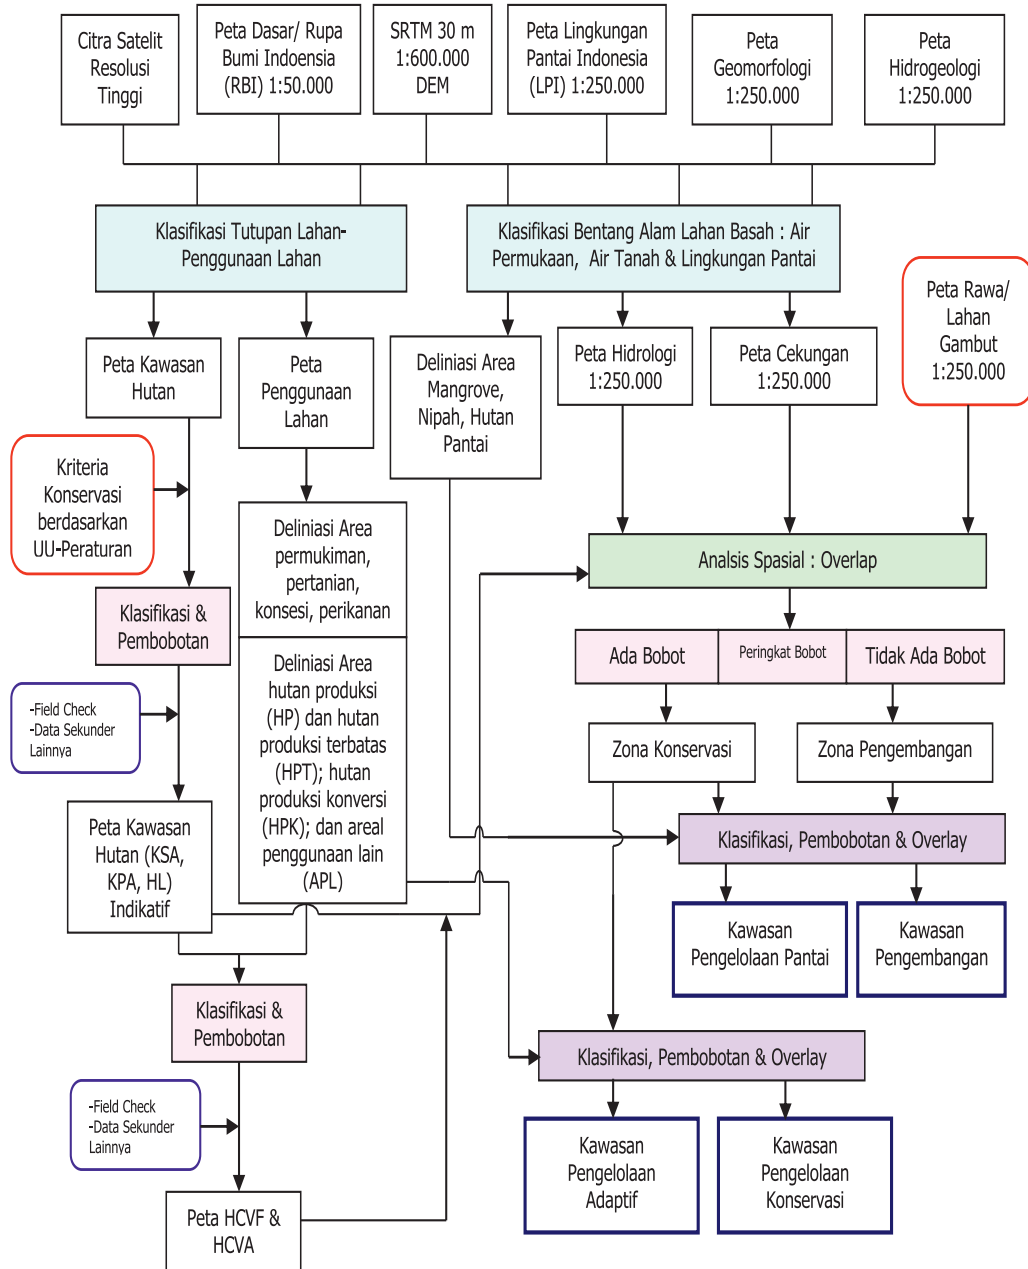 Citra Satelit
Resolusi
Tinggi
Peta Dasar/ Rupa
Bumi Indoensia
(RBI) 1:50.000
SRTM 30 m
1:600.000
DEM
Peta Lingkungan
Pantai Indonesia
(LPI) 1:250.000
Peta
Geomorfologi
1:250.000
Peta
Hidrogeologi
1:250.000
Klasifikasi Tutupan Lahan-
Penggunaan Lahan
Klasifikasi Bentang Alam Lahan Basah : Air
Permukaan, Air Tanah & Lingkungan Pantai
Peta Rawa/
Lahan
Gambut
1:250.000
Peta Kawasan
Hutan
Peta
Penggunaan
Lahan
Deliniasi Area
Mangrove,
Nipah, Hutan
Pantai
Peta Hidrologi
1:250.000
Peta Cekungan
1:250.000
Kriteria
Konservasi
berdasarkan
UU-Peraturan
Deliniasi Area
permukiman,
pertanian,
konsesi, perikanan
Analsis Spasial : Overlap
Klasifikasi &
Pembobotan
Deliniasi Area
hutan produksi
(HP) dan hutan
produksi terbatas
(HPT); hutan
produksi konversi
(HPK); dan areal
penggunaan lain
(APL)
Ada Bobot
Peringkat Bobot
Tidak Ada Bobot
-Field Check
-Data Sekunder
Lainnya
Zona Konservasi
Zona Pengembangan
Peta Kawasan
Hutan (KSA,
KPA, HL)
Indikatif
Klasifikasi, Pembobotan & Overlay
Kawasan
Pengelolaan Pantai
Kawasan
Pengembangan
Klasifikasi &
Pembobotan
Klasifikasi, Pembobotan & Overlay
-Field Check
-Data Sekunder
Lainnya
Kawasan
Pengelolaan
Adaptif
Kawasan
Pengelolaan
Konservasi
Peta HCVF &
HCVA